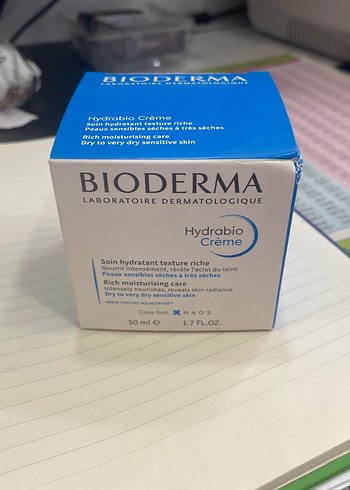 BIODERMA
LABORATOIRE DERMATOLOGIQUE
Hydrabio Crème
Soin hydratant texture riche
Peaux sensibles sèches à très sèches
Rich moisturising care
Dry to very dry sensitive skin
BIODERMA
LABORATOIRE DERMATOLOGIQUE
Hydrabio
Crème
Soin hydratant texture riche
Nourrit intensément, révèle l'éclat du teint
Peaux sensibles sèches à très sèches
Rich moisturising care
Intensely nourishes, reveals skin radiance
Dry to very dry sensitive skin
Care first. NAOS
50 ml ℮ 1.7 FL.OZ.